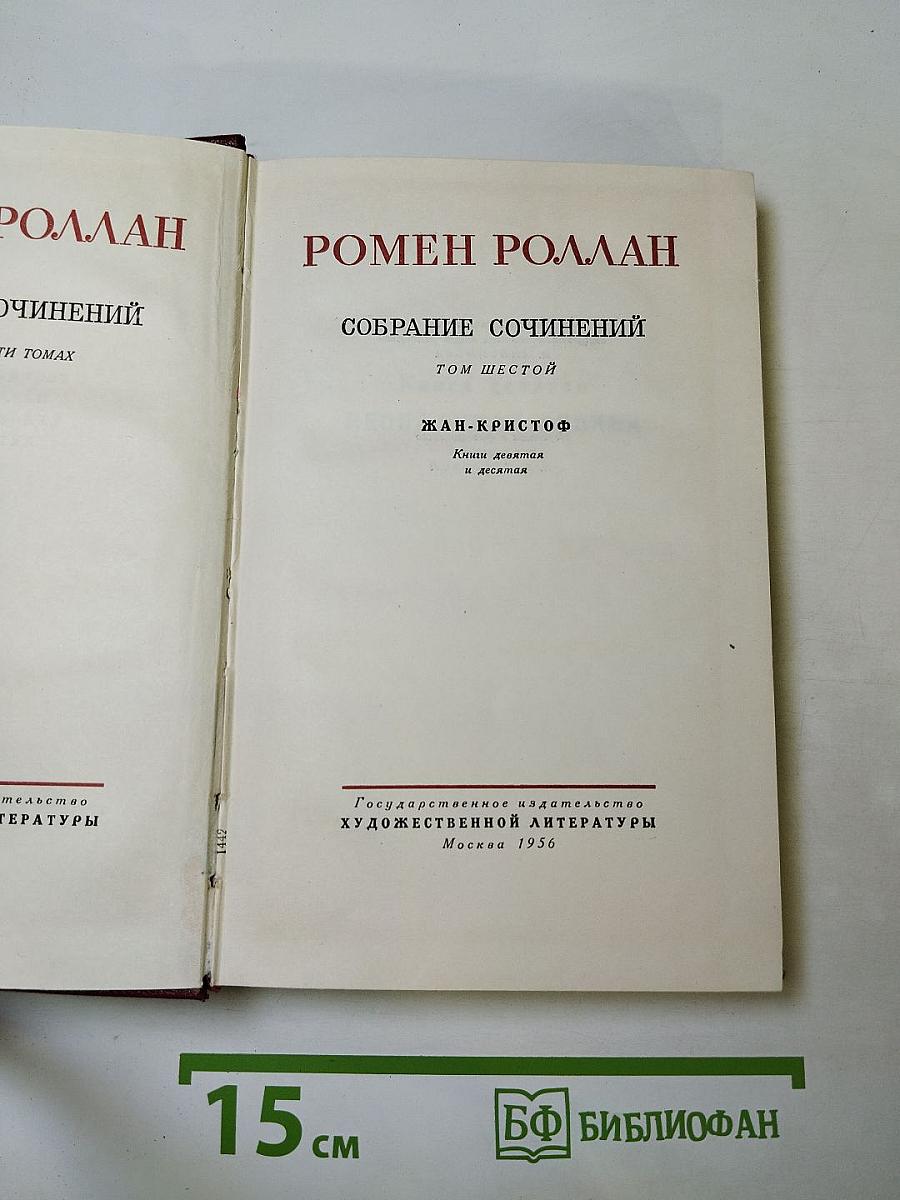 РОЛЛАН
ОЧИНЕНИЙ
ТИ ТОМАХ
тельство
ТЕРАТУРЫ
1442
РОМЕН РОЛЛАН
СОБРАНИЕ СОЧИНЕНИЙ
ТОМ ШЕСТОЙ
ЖАН-КРИСТОФ
Книги девятая
и десятая
Государственное издательство
ХУДОЖЕСТВЕННОЙ ЛИТЕРАТУРЫ
Москва 1956
15 см
БФ БИБЛИОФАН